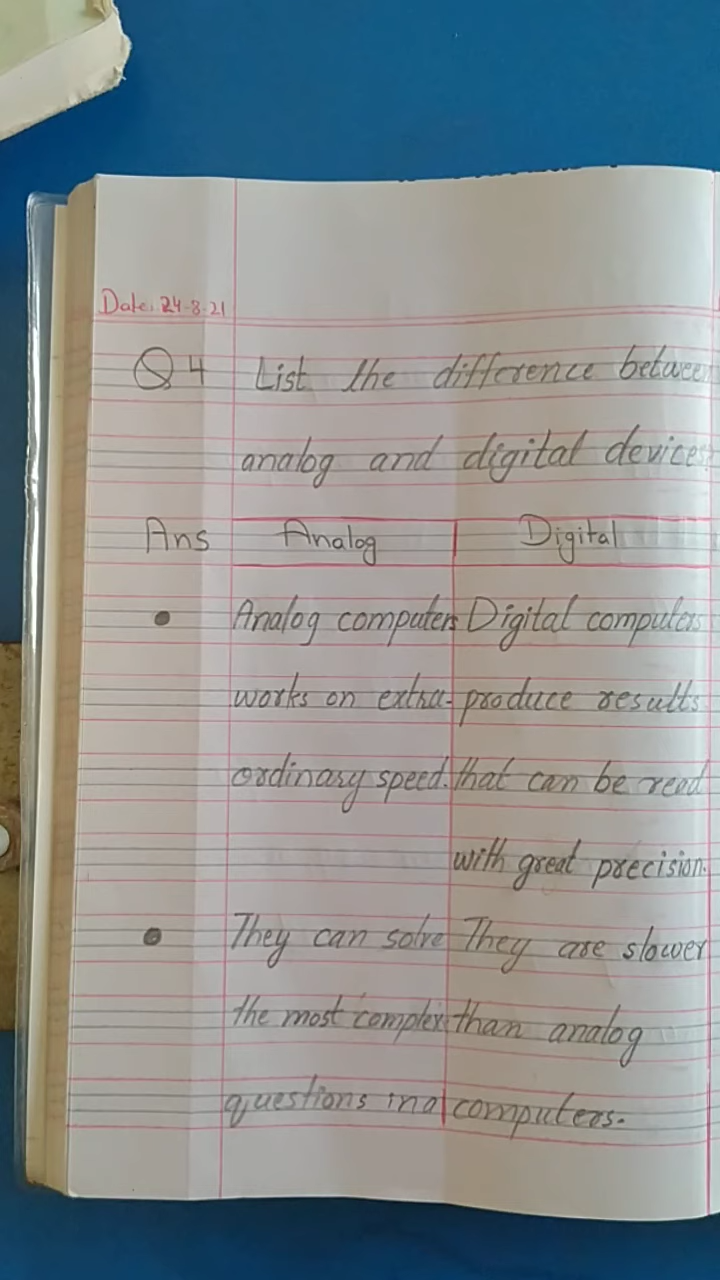 Date: 24-8-21
Q 4 List the difference between
analog and digital devices
Ans Analog Digital
• Analog computers Digital computers
works on extra- produce results
ordinary speed. that can be read
with great precision.
• They can solve They are slower
the most complex than analog
questions in a computers.